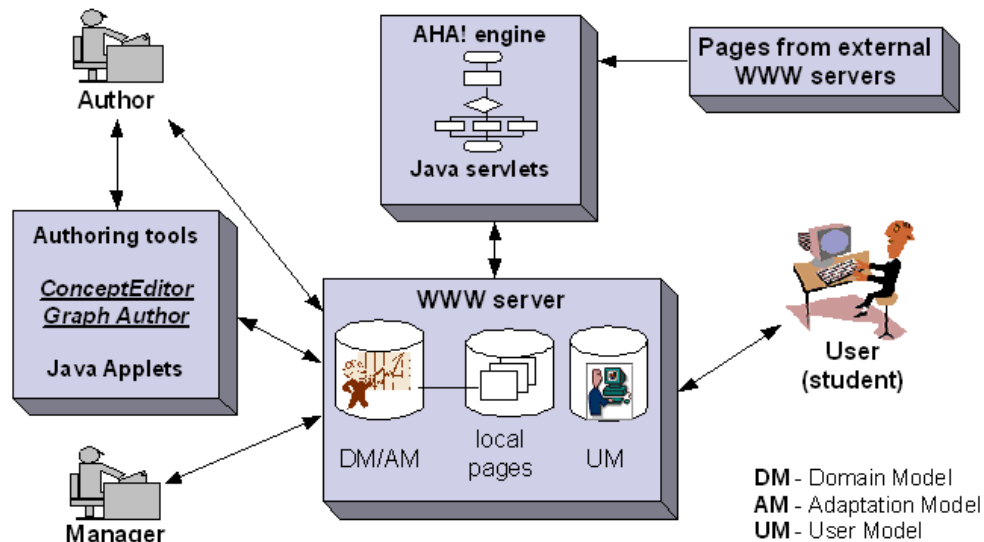 Author
AHA! engine
Java servlets
Pages from external
WWW servers
Authoring tools
ConceptEditor
Graph Author
Java Applets
WWW server
DM/AM
local
pages
UM
User
(student)
Manager
DM - Domain Model
AM - Adaptation Model
UM - User Model